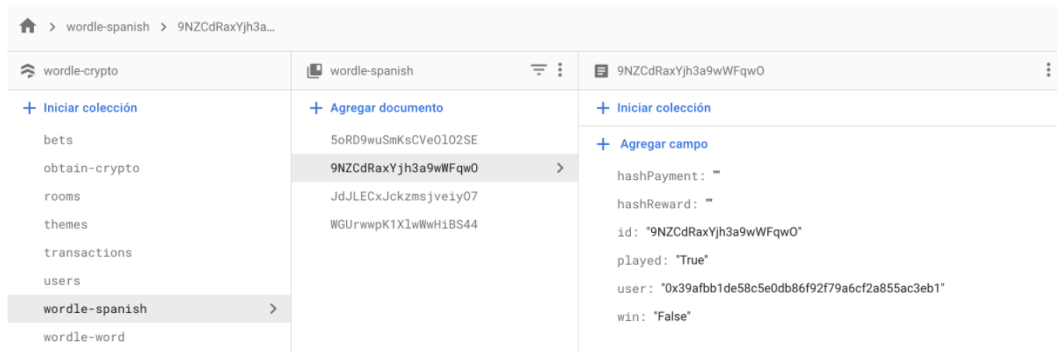 wordle-spanish > 9NZCdRaxYjh3a...
wordle-crypto
+ Iniciar colección
bets
obtain-crypto
rooms
themes
transactions
users
wordle-spanish
wordle-word
wordle-spanish
+ Agregar documento
5oRD9wuSmKsCVeOlO2SE
9NZCdRaxYjh3a9wWFqwO
JdJLECxJckzmsjveiyO7
WGUrwwpK1XlwWwHiBS44
9NZCdRaxYjh3a9wWFqwO
+ Iniciar colección
+ Agregar campo
hashPayment: ""
hashReward: ""
id: "9NZCdRaxYjh3a9wWFqwO"
played: "True"
user: "0x39afbb1de58c5e0db86f92f79a6cf2a855ac3eb1"
win: "False"